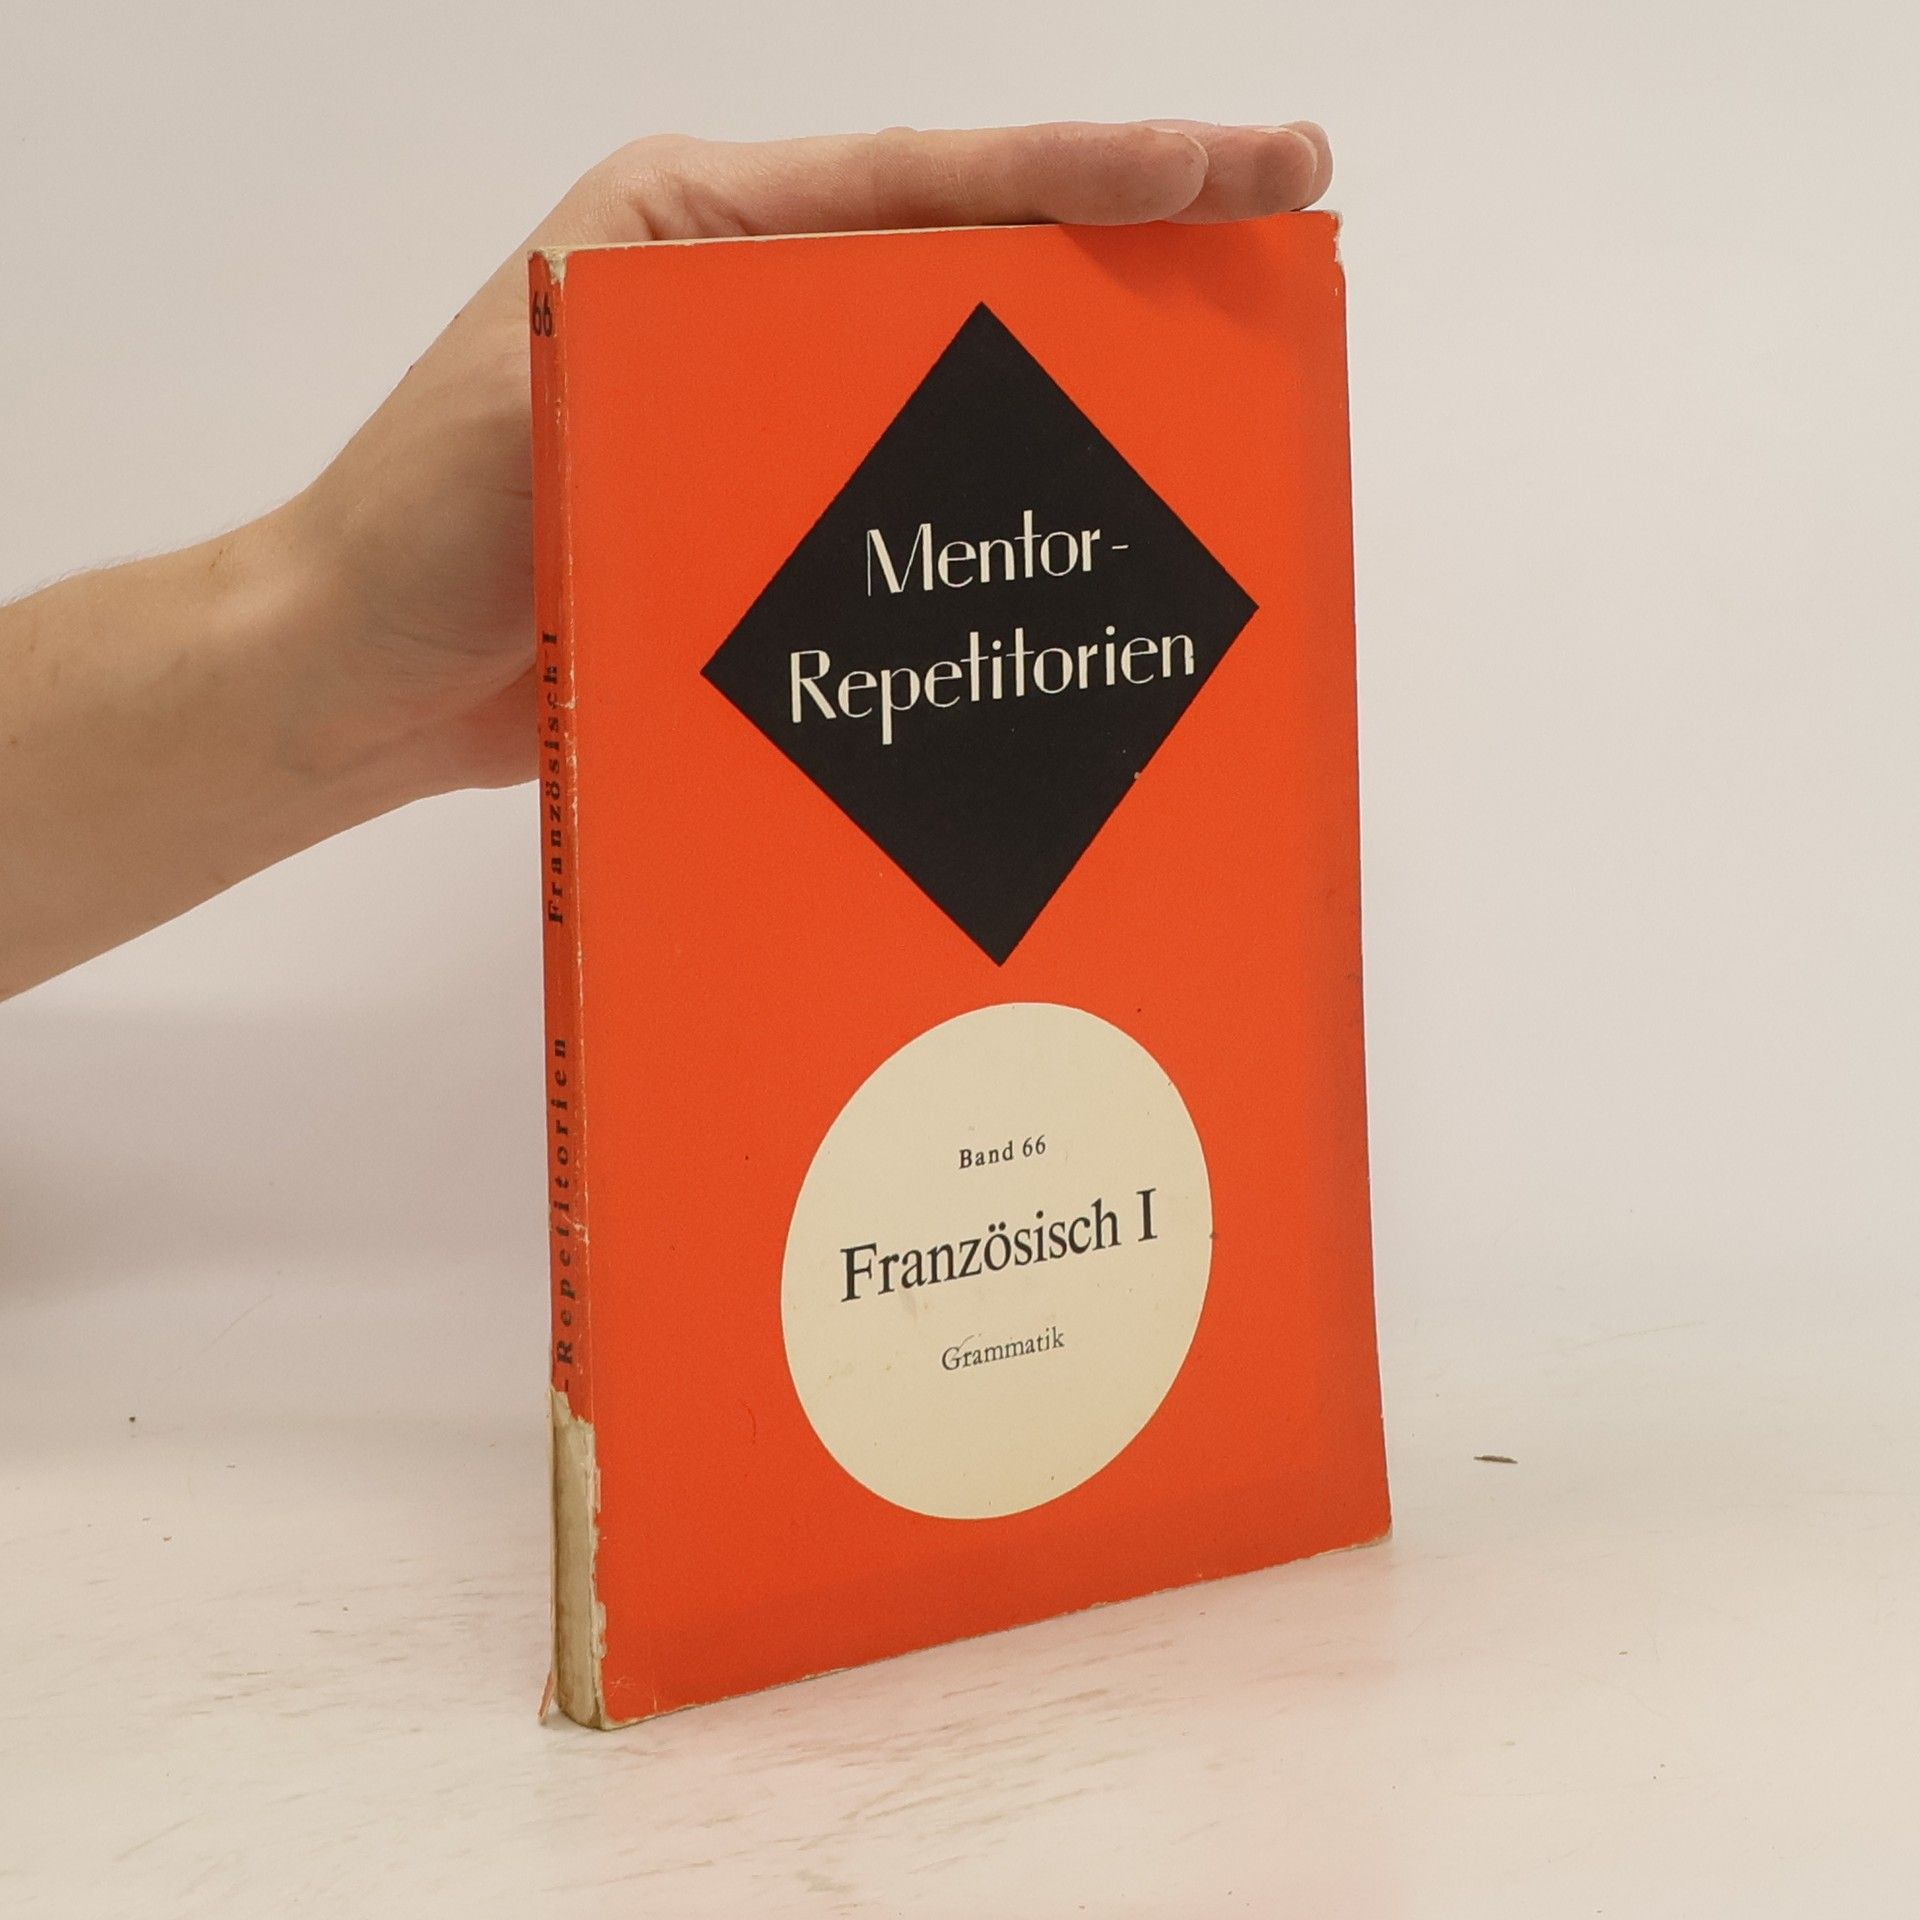 66
Französisch I
-Repetitorien
Mentor-
Repetitorien
Band 66
Französisch I
Grammatik